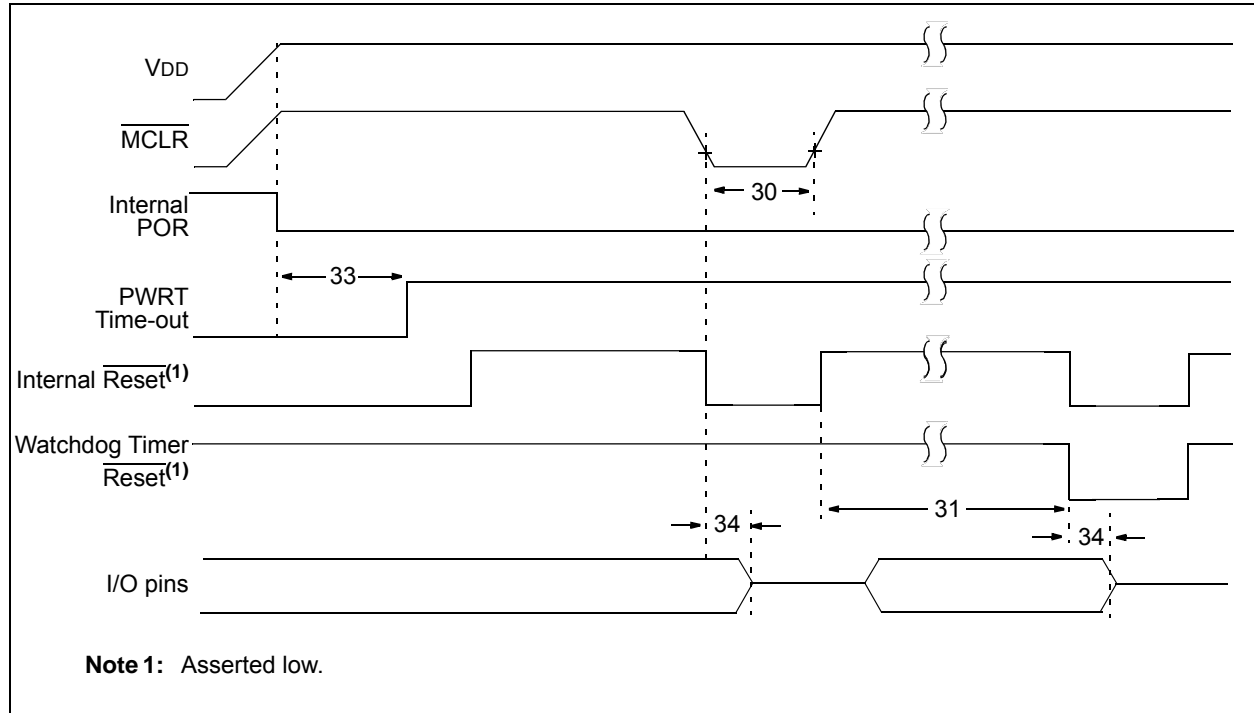 VDD
MCLR
30
Internal
POR
33
PWRT
Time-out
Internal Reset(1)
Watchdog Timer
Reset(1)
31
34
34
I/O pins
Note 1: Asserted low.